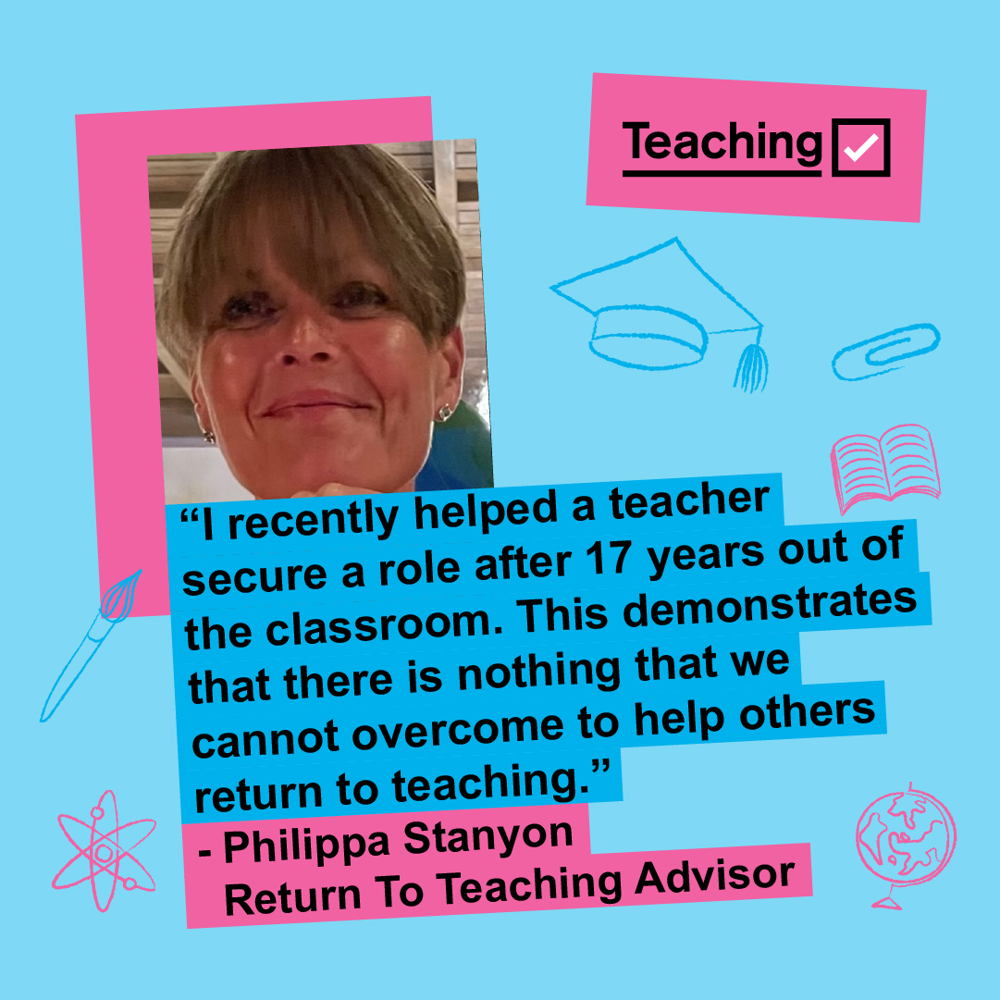 Teaching
“I recently helped a teacher
secure a role after 17 years out of
the classroom. This demonstrates
that there is nothing that we
cannot overcome to help others
return to teaching.”
- Philippa Stanyon
Return To Teaching Advisor